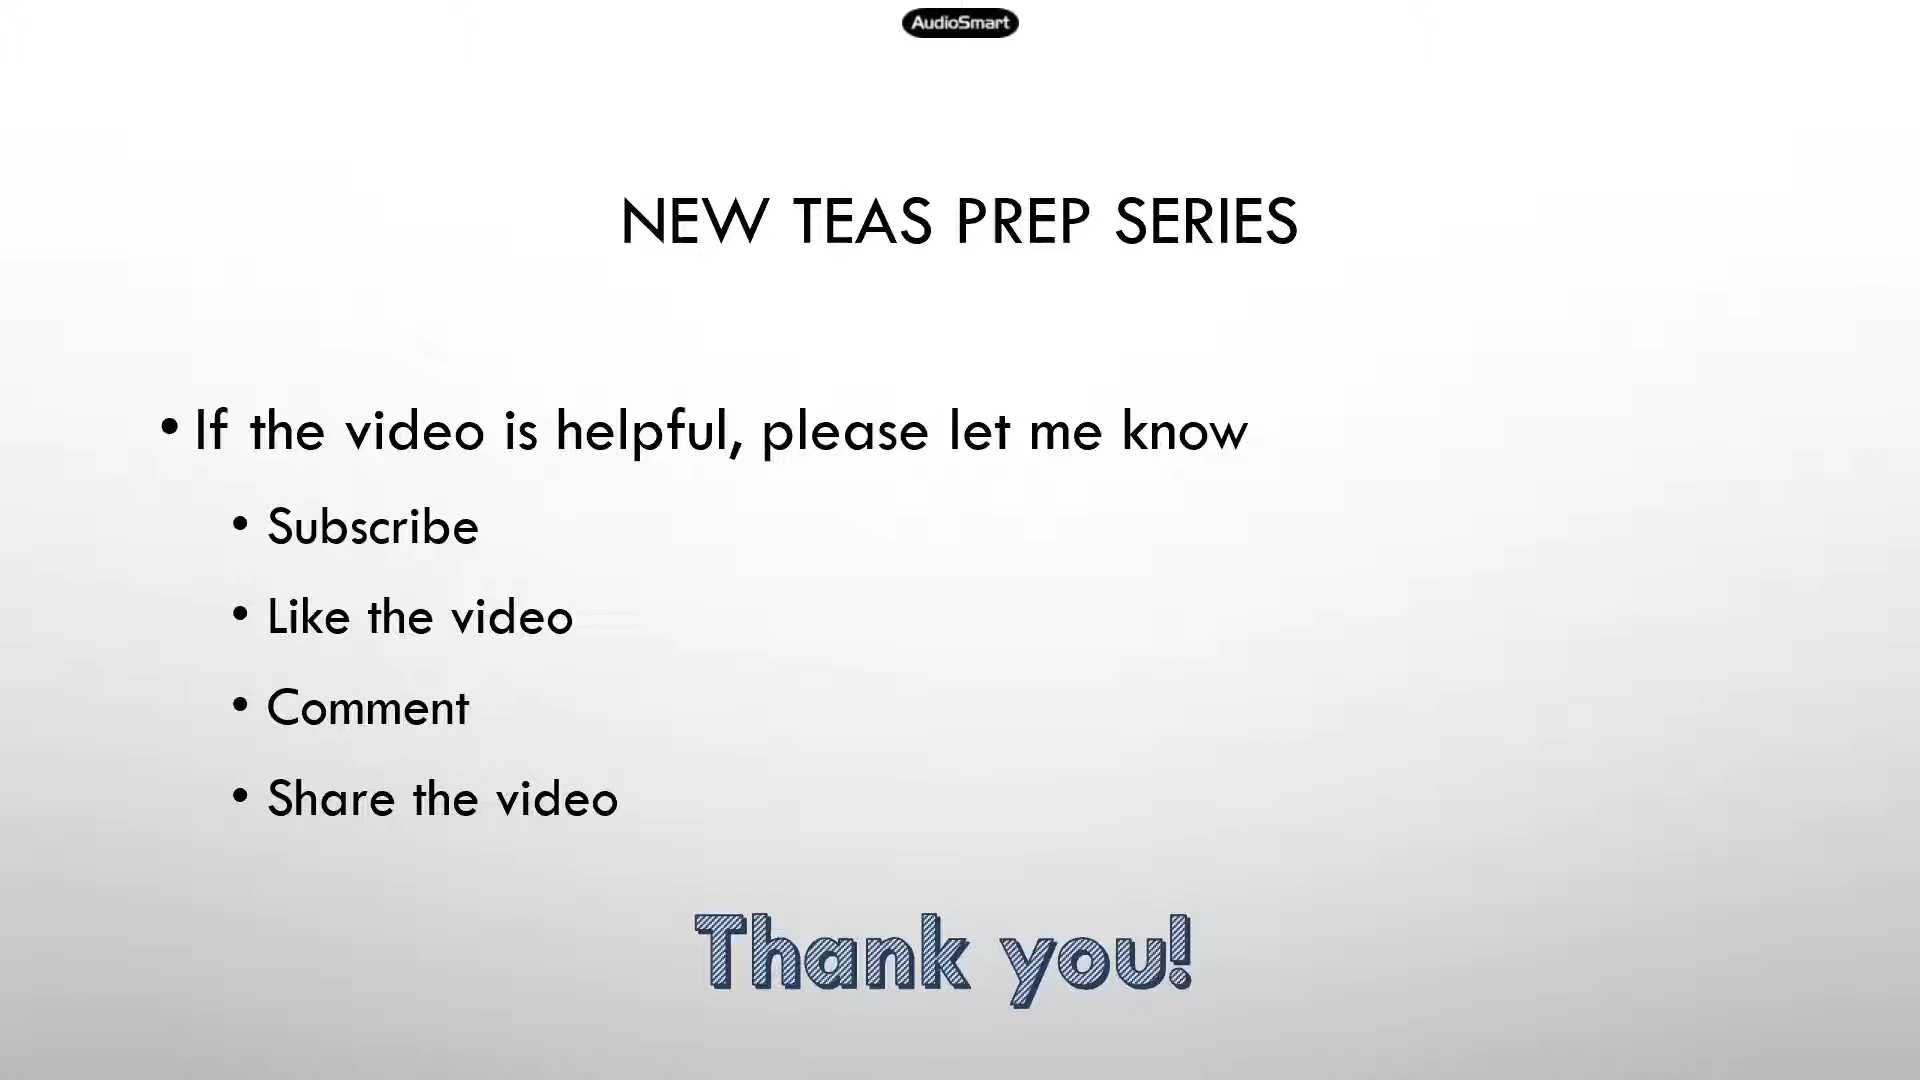 AudioSmart
NEW TEAS PREP SERIES
• If the video is helpful, please let me know
• Subscribe
• Like the video
• Comment
• Share the video
Thank you!